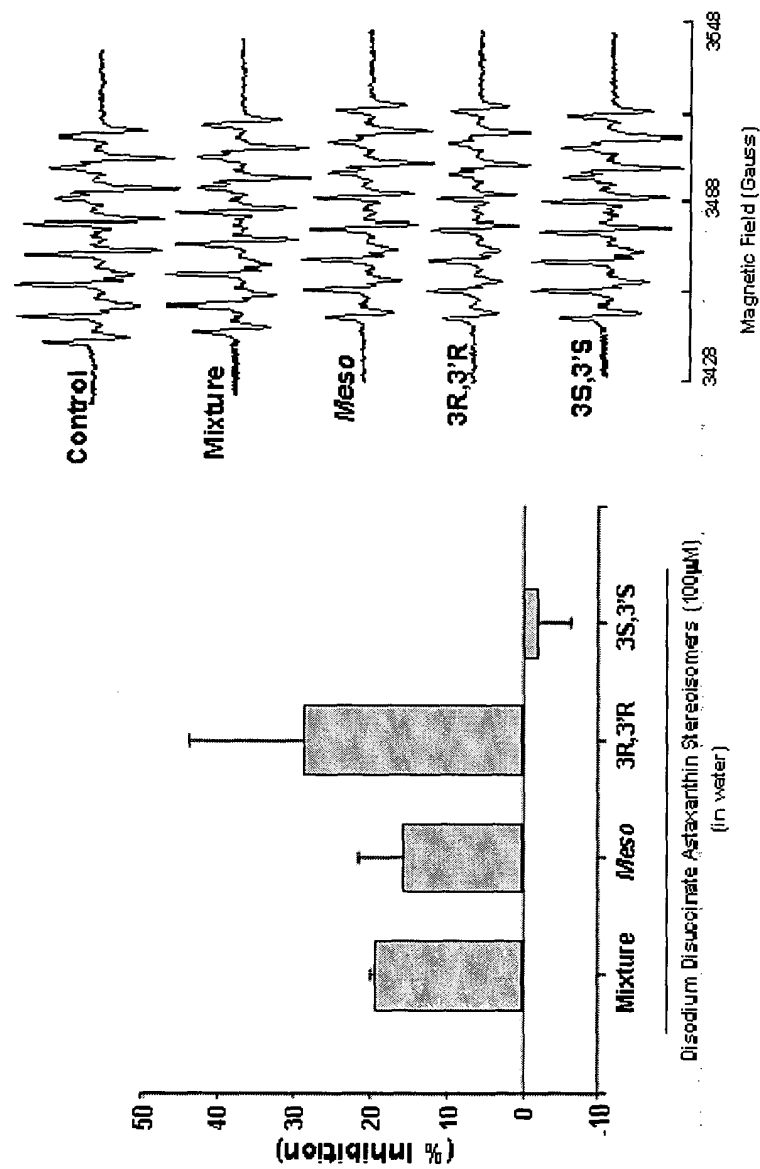 (% Inhibition)
50
40
30
20
10
0
-10
Mixture
Meso
3R,3'R
3S,3'S
Disodium Disuccinate Astaxanthin Stereoisomers (100µM)
(in water)
Control
Mixture
Meso
3R,3'R
3S,3'S
3428
3488
3548
Magnetic Field (Gauss)